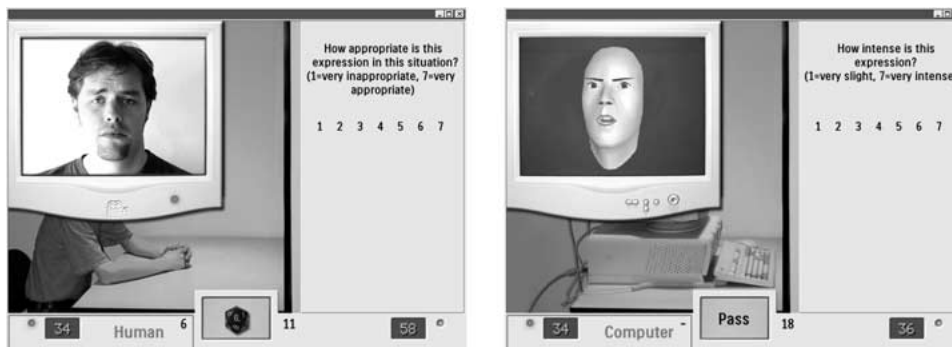 How appropriate is this
expression in this situation?
(1=very inappropriate, 7=very
appropriate)
1 2 3 4 5 6 7
34
Human
6
11
58
How intense is this
expression?
(1=very slight, 7=very intense
1 2 3 4 5 6 7
34
Computer
-
Pass
18
36